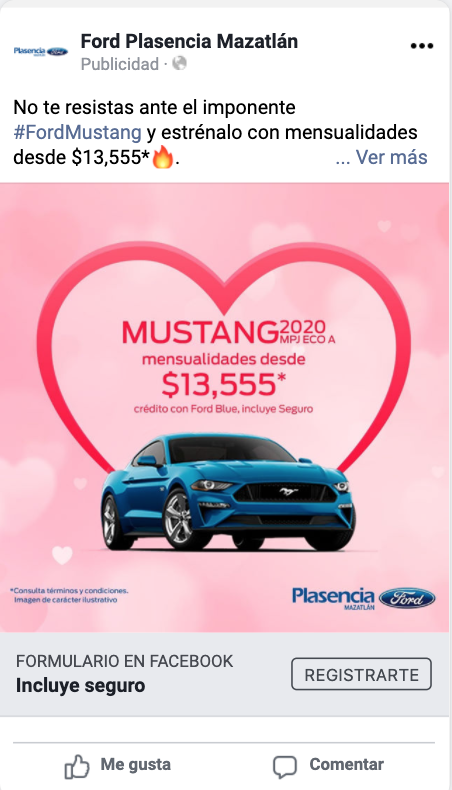 Plasencia Ford
Ford Plasencia Mazatlán
Publicidad ·
No te resistas ante el imponente
#FordMustang y estrénalo con mensualidades
desde $13,555*🔥.
... Ver más
MUSTANG 2020
MPJ ECO A
mensualidades desde
$13,555*
crédito con Ford Blue, incluye Seguro
*Consulta términos y condiciones.
Imagen de carácter ilustrativo
Plasencia Ford
MAZATLÁN
FORMULARIO EN FACEBOOK
Incluye seguro
REGISTRARTE
Me gusta
Comentar